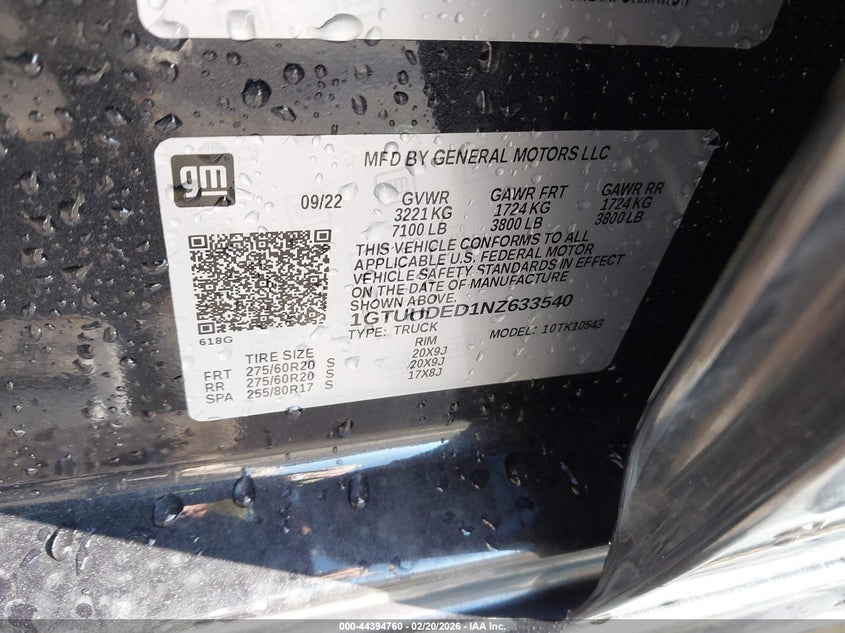 gm
MFD BY GENERAL MOTORS LLC
09/22 GVWR GAWR FRT GAWR RR
3221 KG 1724 KG 1724 KG
7100 LB 3800 LB 3800 LB
THIS VEHICLE CONFORMS TO ALL
APPLICABLE U.S. FEDERAL MOTOR
VEHICLE SAFETY STANDARDS IN EFFECT
ON THE DATE OF MANUFACTURE
SHOWN ABOVE.
1GTUUDED1NZ633540
TYPE: TRUCK MODEL: 10TK10543
618G
TIRE SIZE RIM
FRT 275/60R20 S 20X9J
RR 275/60R20 S 20X9J
SPA 255/80R17 S 17X8J
000-44394760 - 02/20/2026 - IAA Inc.